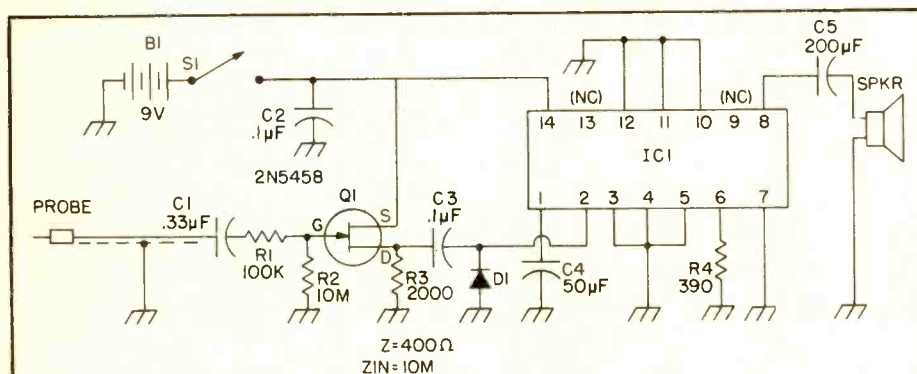 B1
S1
9V
C2
.1µF
2N5458
PROBE
C1
.33µF
R1
100K
G
Q1
S
D
R2
10M
R3
2000
C3
.1µF
D1
Z=400Ω
ZIN=10M
(NC)
(NC)
14 13 12 11 10 9 8
IC1
1 2 3 4 5 6 7
C4
50µF
R4
390
C5
200µF
SPKR